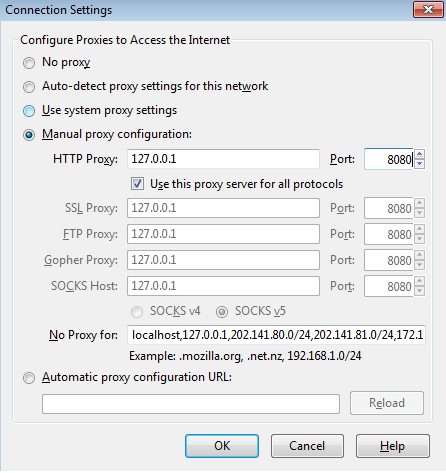 Connection Settings
Configure Proxies to Access the Internet
No proxy
Auto-detect proxy settings for this network
Use system proxy settings
Manual proxy configuration:
HTTP Proxy: 127.0.0.1 Port: 8080
Use this proxy server for all protocols
SSL Proxy: 127.0.0.1 Port: 8080
FTP Proxy: 127.0.0.1 Port: 8080
Gopher Proxy: 127.0.0.1 Port: 8080
SOCKS Host: 127.0.0.1 Port: 8080
SOCKS v4 SOCKS v5
No Proxy for: localhost,127.0.0.1,202.141.80.0/24,202.141.81.0/24,172.1
Example: .mozilla.org, .net.nz, 192.168.1.0/24
Automatic proxy configuration URL:
Reload
OK Cancel Help